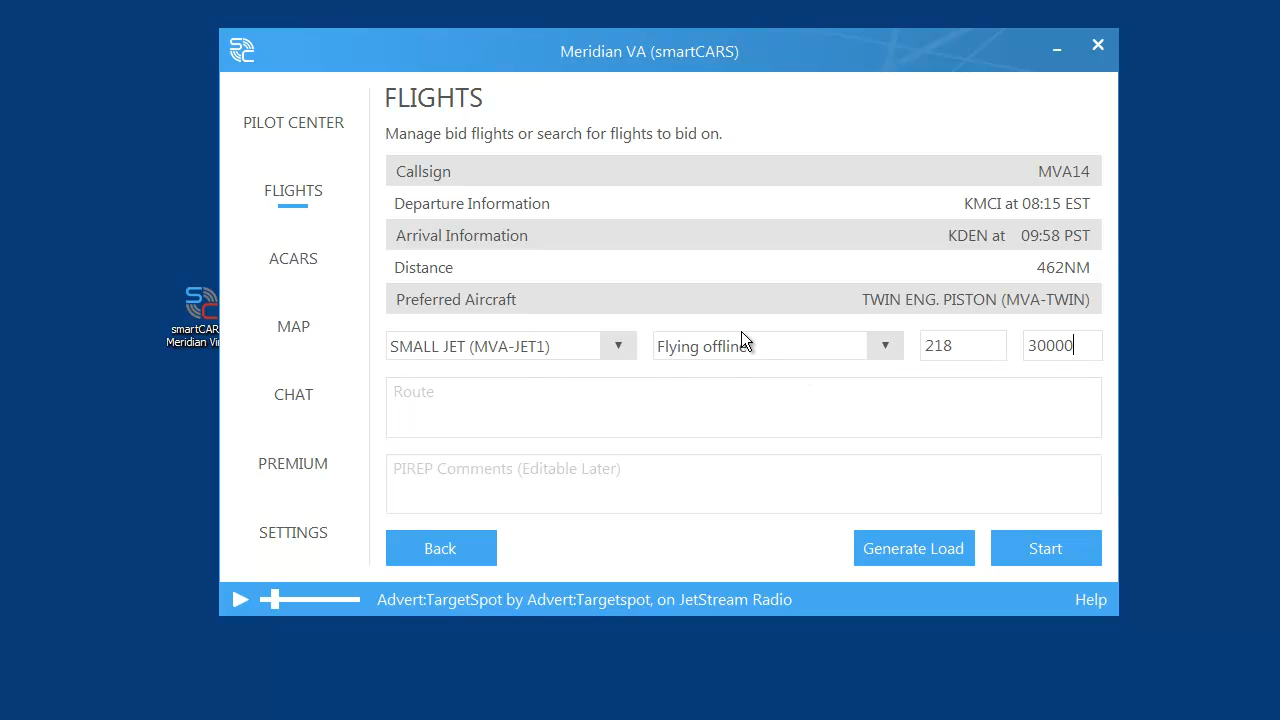 Meridian VA (smartCARS)
FLIGHTS
Manage bid flights or search for flights to bid on.
PILOT CENTER
FLIGHTS
ACARS
MAP
CHAT
PREMIUM
SETTINGS
Callsign MVA14
Departure Information KMCI at 08:15 EST
Arrival Information KDEN at 09:58 PST
Distance 462NM
Preferred Aircraft TWIN ENG. PISTON (MVA-TWIN)
SMALL JET (MVA-JET1) Flying offline 218 30000
Route
PIREP Comments (Editable Later)
Back Generate Load Start
Advert:TargetSpot by Advert:Targetspot, on JetStream Radio Help
smartCARS
Meridian